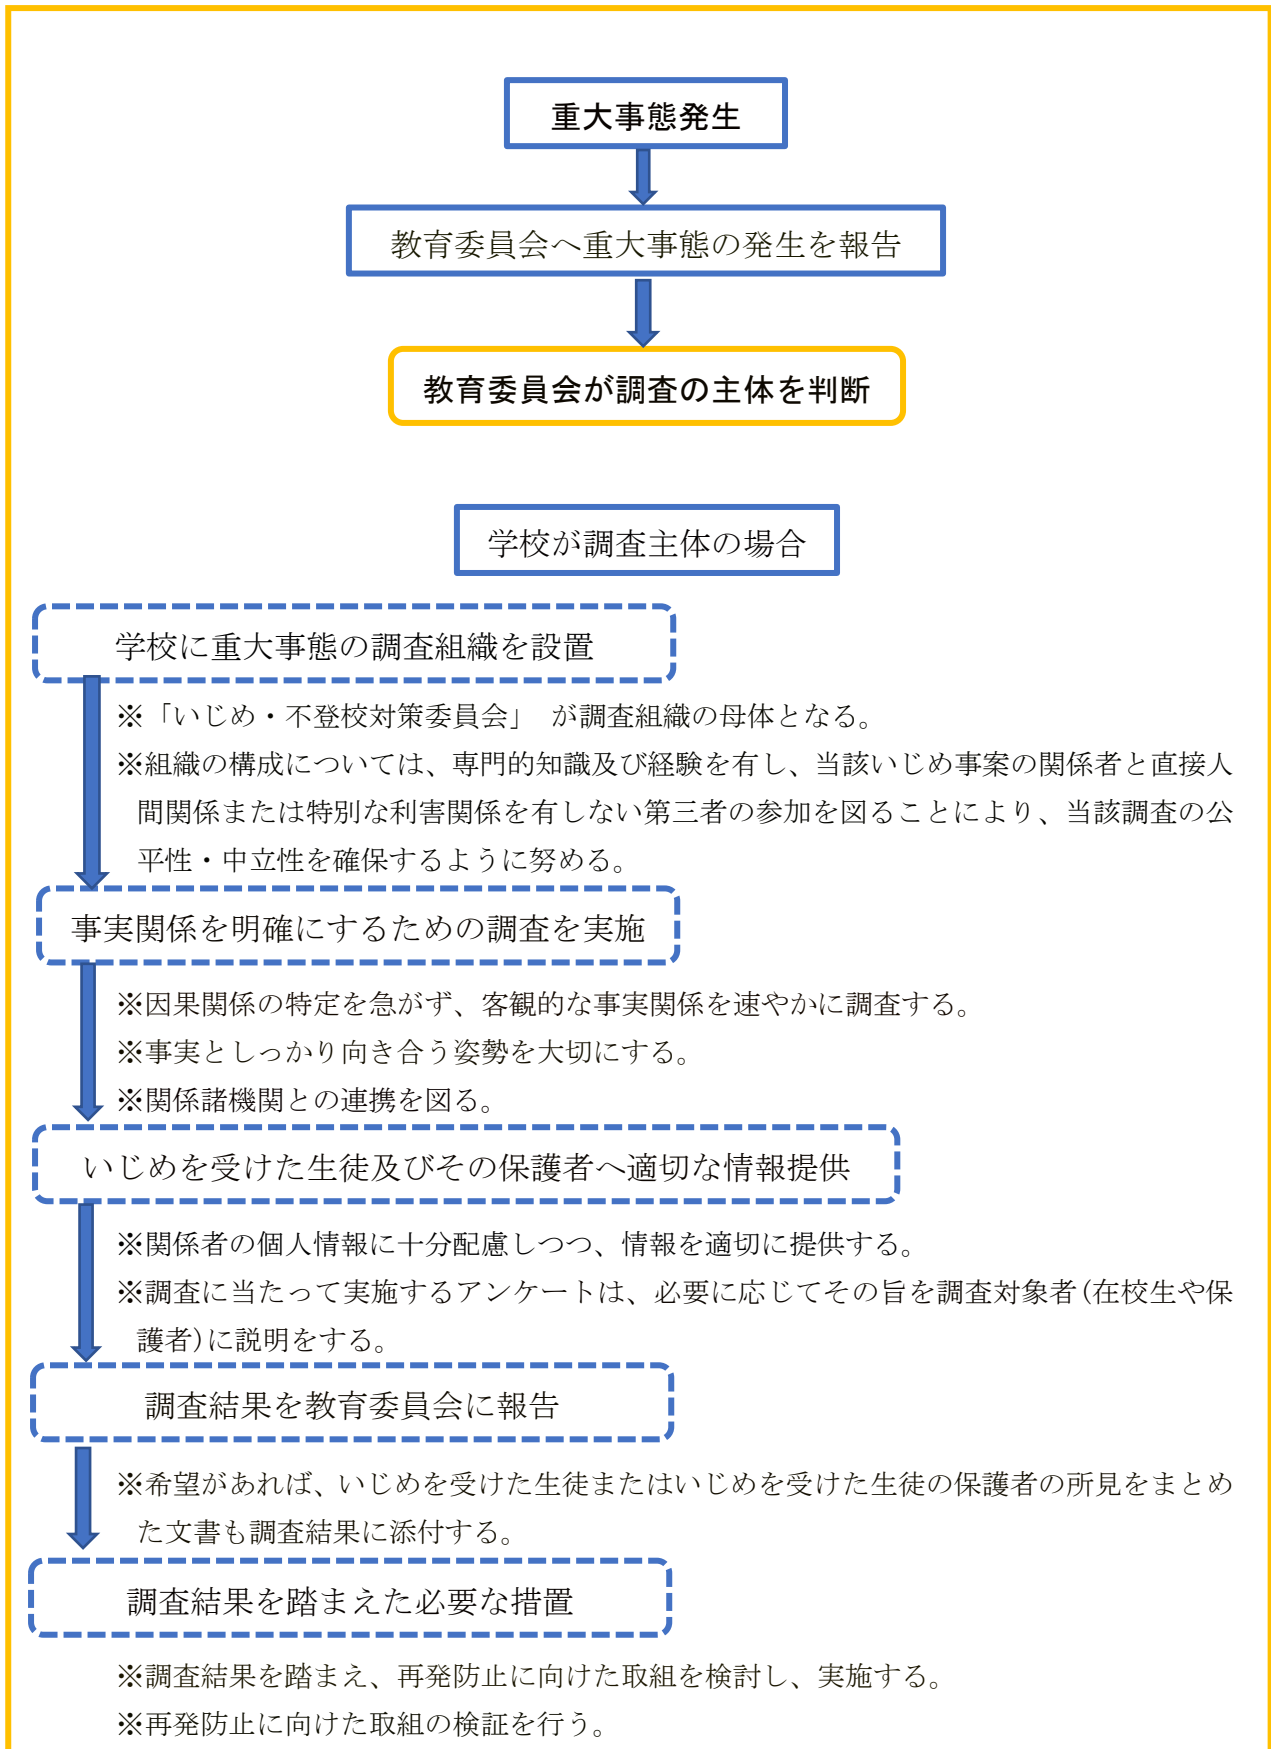 重大事態発生
教育委員会へ重大事態の発生を報告
教育委員会が調査の主体を判断
学校が調査主体の場合
学校に重大事態の調査組織を設置
※「いじめ・不登校対策委員会」 が調査組織の母体となる。
※組織の構成については、専門的知識及び経験を有し、当該いじめ事案の関係者と直接人
間関係または特別な利害関係を有しない第三者の参加を図ることにより、当該調査の公
平性・中立性を確保するように努める。
事実関係を明確にするための調査を実施
※因果関係の特定を急がず、客観的な事実関係を速やかに調査する。
※事実としっかり向き合う姿勢を大切にする。
※関係諸機関との連携を図る。
いじめを受けた生徒及びその保護者へ適切な情報提供
※関係者の個人情報に十分配慮しつつ、情報を適切に提供する。
※調査に当たって実施するアンケートは、必要に応じてその旨を調査対象者(在校生や保
護者)に説明をする。
調査結果を教育委員会に報告
※希望があれば、いじめを受けた生徒またはいじめを受けた生徒の保護者の所見をまとめ
た文書も調査結果に添付する。
調査結果を踏まえた必要な措置
※調査結果を踏まえ、再発防止に向けた取組を検討し、実施する。
※再発防止に向けた取組の検証を行う。